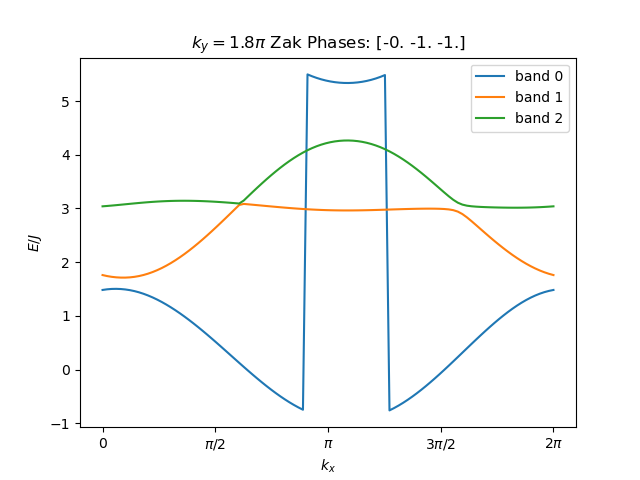 k_y = 1.8π Zak Phases: [-0. -1. -1.]
band 0
band 1
band 2
5
4
3
2
1
0
−1
E/J
0 π/2 π 3π/2 2π
k_x